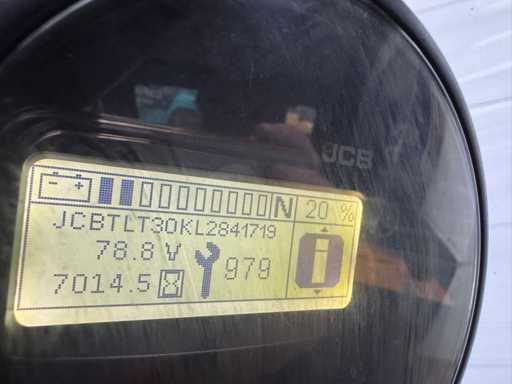 JCB
N 20 %
JCBTLT30KL2841719
78.8 V
979
7014.5